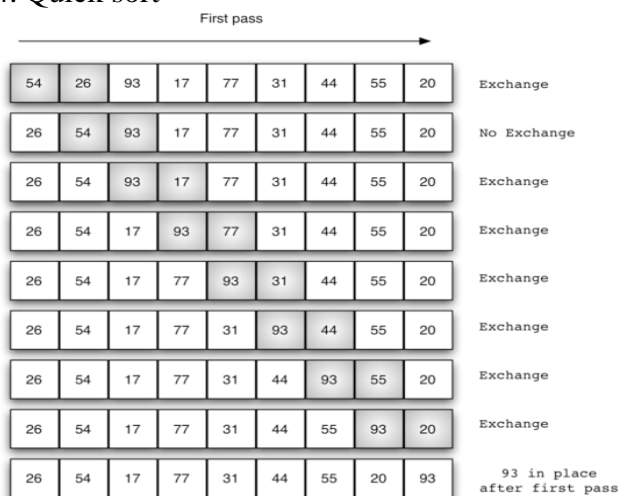 4. Quick sort
First pass
54 26 93 17 77 31 44 55 20 Exchange
26 54 93 17 77 31 44 55 20 No Exchange
26 54 93 17 77 31 44 55 20 Exchange
26 54 17 93 77 31 44 55 20 Exchange
26 54 17 77 93 31 44 55 20 Exchange
26 54 17 77 31 93 44 55 20 Exchange
26 54 17 77 31 44 93 55 20 Exchange
26 54 17 77 31 44 55 93 20 Exchange
26 54 17 77 31 44 55 20 93 93 in place
after first pass